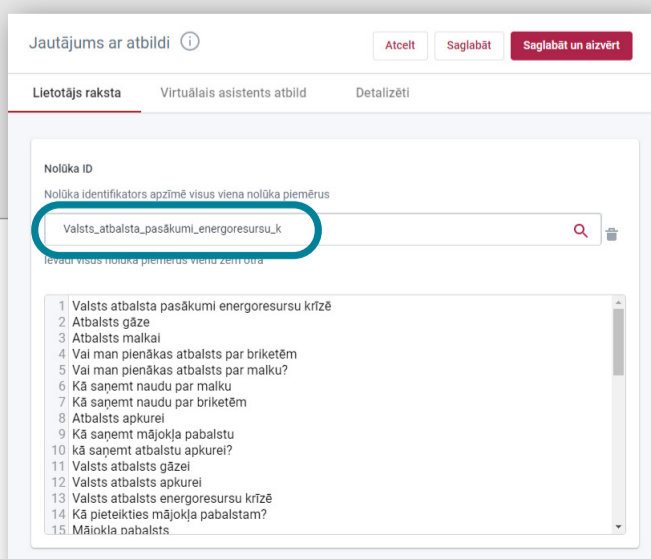 Jautājums ar atbildi
Atcelt
Saglabāt
Saglabāt un aizvērt
Lietotājs raksta
Virtuālais asistents atbild
Detalizēti
Nolūka ID
Nolūka identifikators apzīmē visus viena nolūka piemērus
Valsts_atbalsta_pasākumi_energoresursu_k
Ievadi visus nolūka piemērus vienu zem otra
1 Valsts atbalsta pasākumi energoresursu krīzē
2 Atbalsts gāze
3 Atbalsts malkai
4 Vai man pienākas atbalsts par briketēm
5 Vai man pienākas atbalsts par malku?
6 Kā saņemt naudu par malku
7 Kā saņemt naudu par briketēm
8 Atbalsts apkurei
9 Kā saņemt mājokļa pabalstu
10 kā saņemt atbalstu apkurei?
11 Valsts atbalsts gāzei
12 Valsts atbalsts apkurei
13 Valsts atbalsts energoresursu krīzē
14 Kā pieteikties mājokļa pabalstam?
15 Mājokļa pabalsts